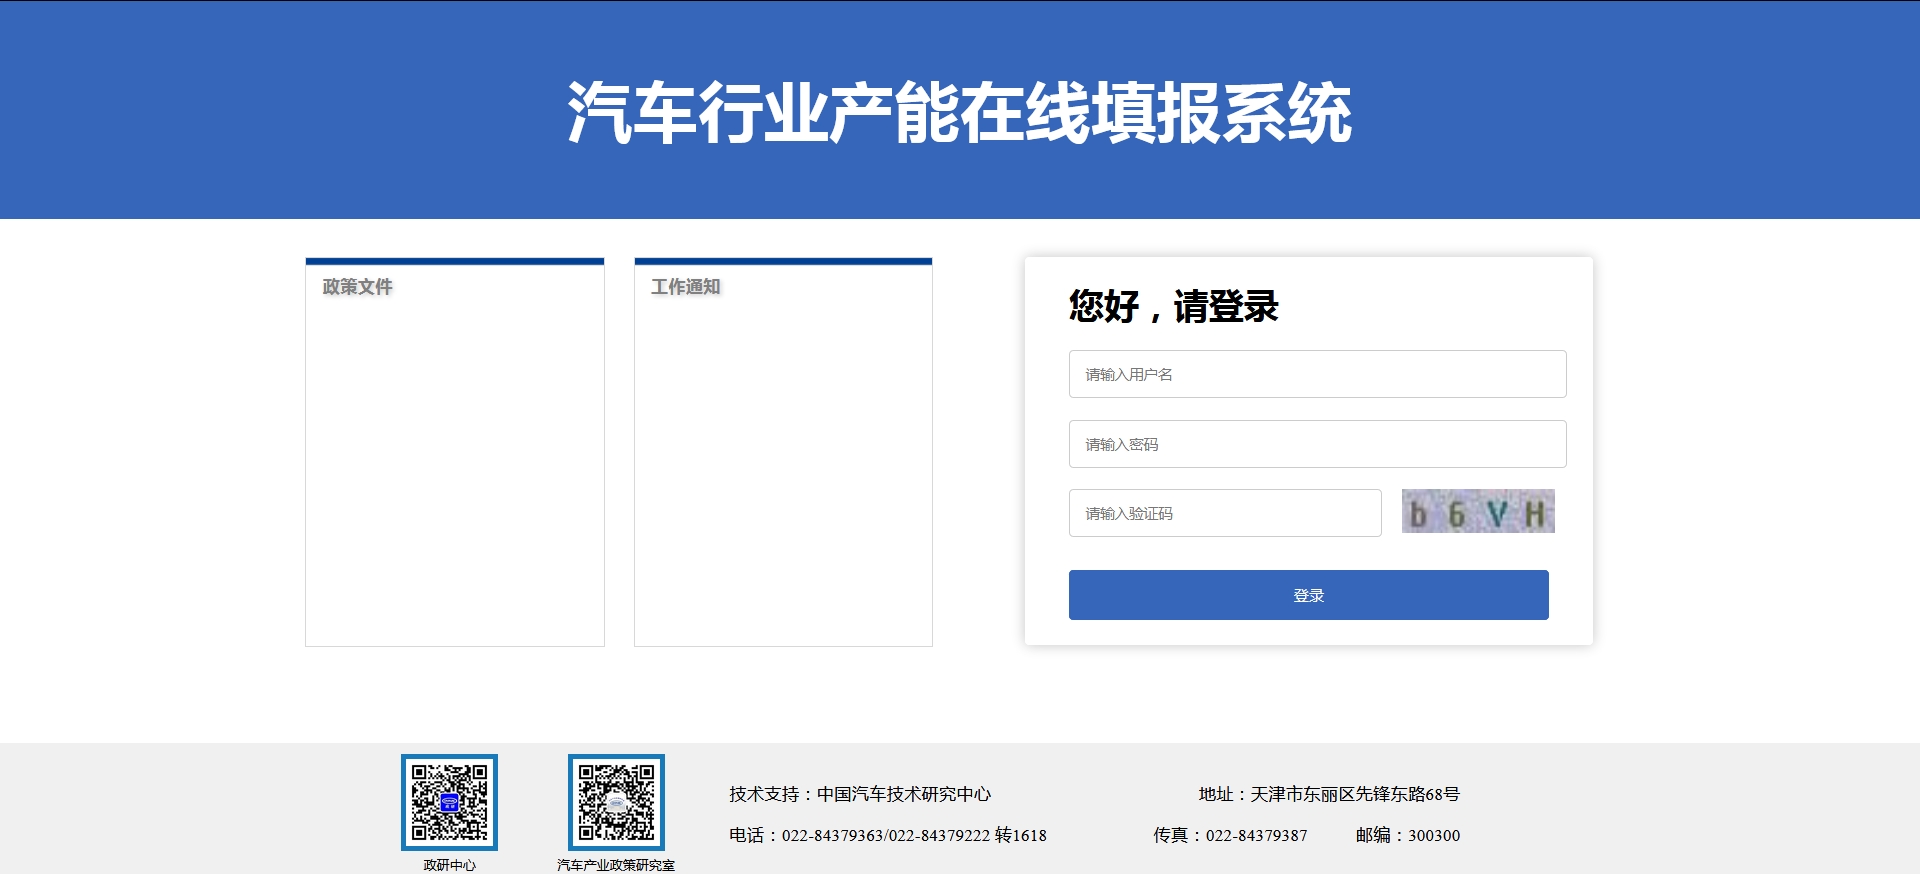 汽车行业产能在线填报系统
政策文件
工作通知
您好，请登录
请输入用户名
请输入密码
请输入验证码
b 6 V H
登录
技术支持：中国汽车技术研究中心
地址：天津市东丽区先锋东路68号
电话：022-84379363/022-84379222 转1618
传真：022-84379387
邮编：300300
政研中心
汽车产业政策研究室